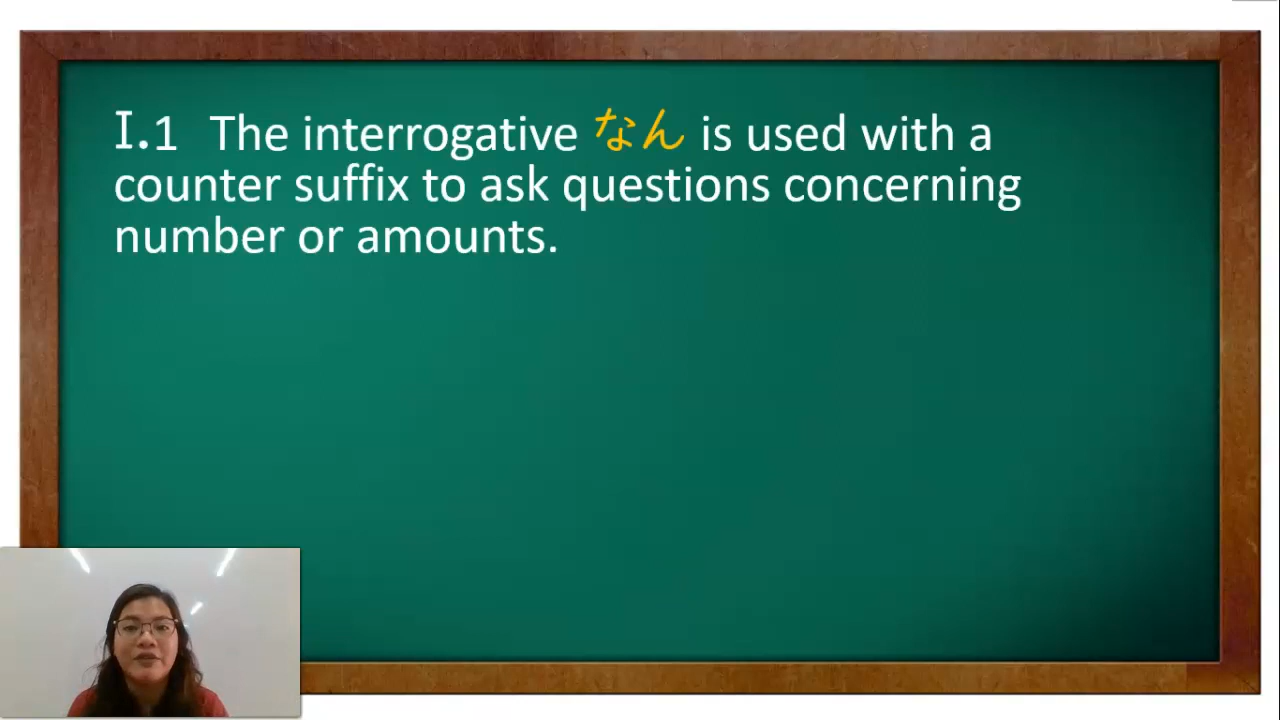 I.1 The interrogative なん is used with a
counter suffix to ask questions concerning
number or amounts.